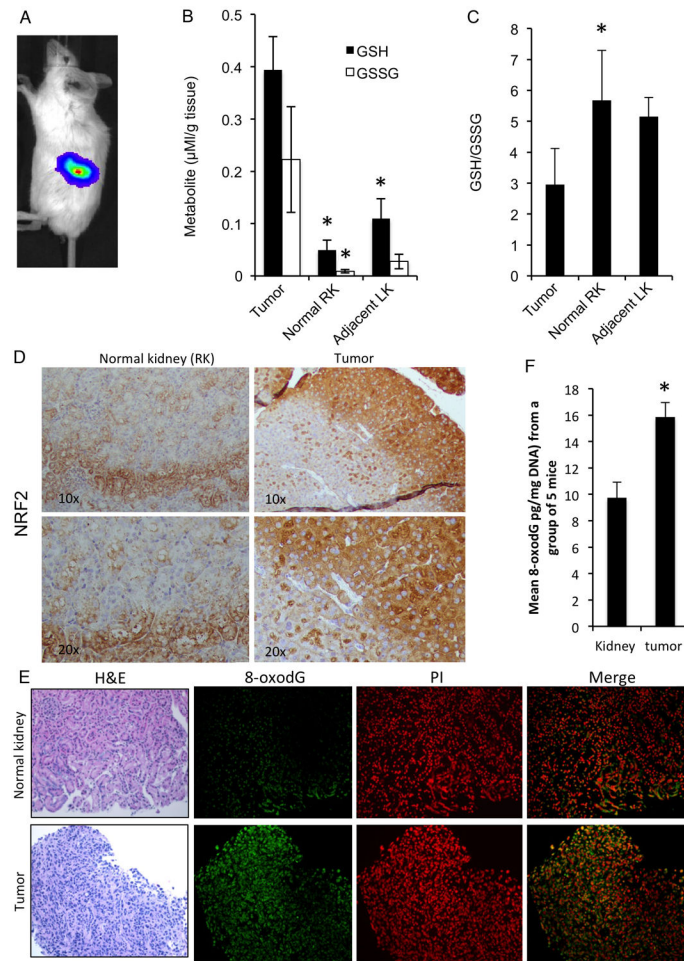 A
B
C
0.5
0.4
0.3
0.2
0.1
0
Metabolite (µMl/g tissue)
GSH
GSSG
*
*
*
Tumor
Normal RK
Adjacent LK
8
7
6
5
4
3
2
1
0
GSH/GSSG
*
Tumor
Normal RK
Adjacent LK
D
Normal kidney (RK)
Tumor
NRF2
10x
10x
20x
20x
F
Mean 8-oxodG pg/mg DNA) from a
group of 5 mice
18
16
14
12
10
8
6
4
2
0
*
Kidney
tumor
E
H&E
8-oxodG
PI
Merge
Normal kidney
Tumor